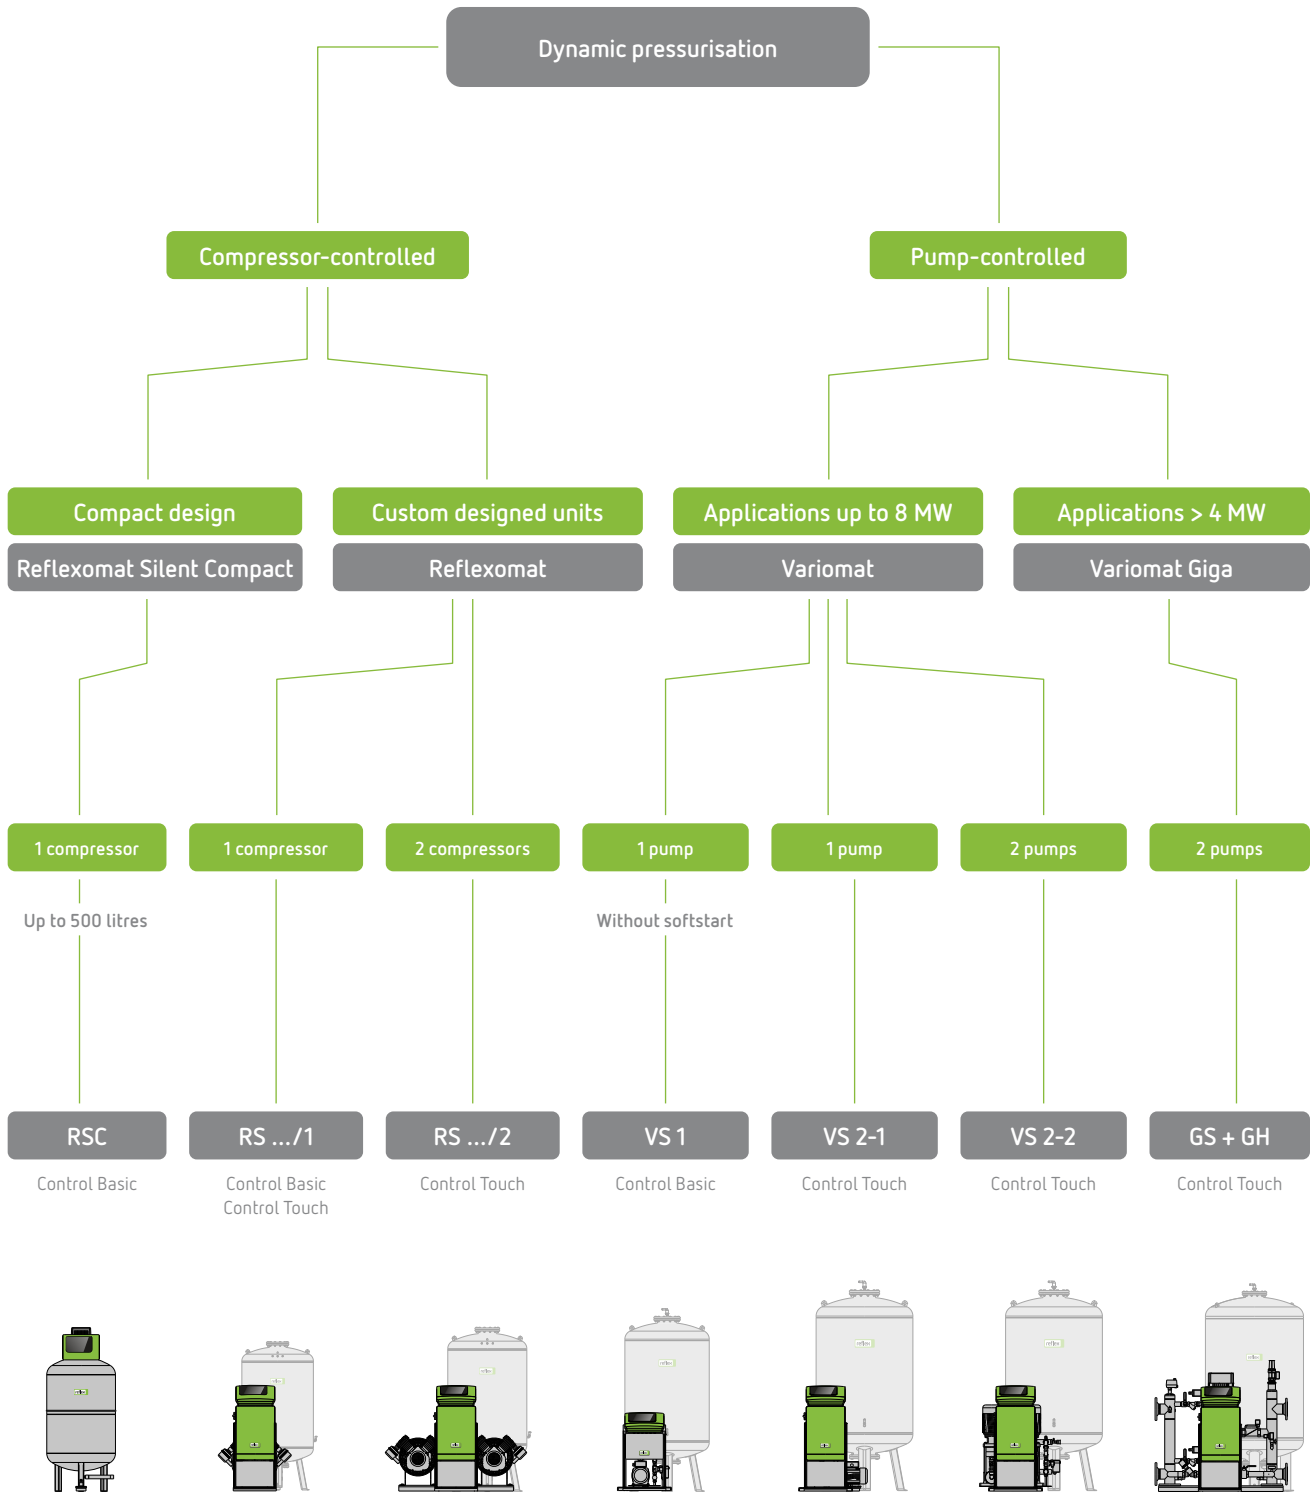 Dynamic pressurisation
Compressor-controlled
Pump-controlled
Compact design
Custom designed units
Applications up to 8 MW
Applications > 4 MW
Reflexomat Silent Compact
Reflexomat
Variomat
Variomat Giga
1 compressor
1 compressor
2 compressors
1 pump
1 pump
2 pumps
2 pumps
Up to 500 litres
Without softstart
RSC
RS .../1
RS .../2
VS 1
VS 2-1
VS 2-2
GS + GH
Control Basic
Control Basic
Control Touch
Control Touch
Control Basic
Control Touch
Control Touch
Control Touch